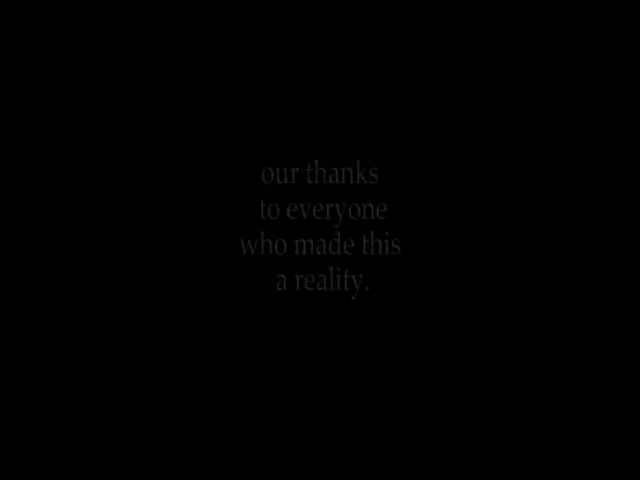 our thanks
to everyone
who made this
a reality.